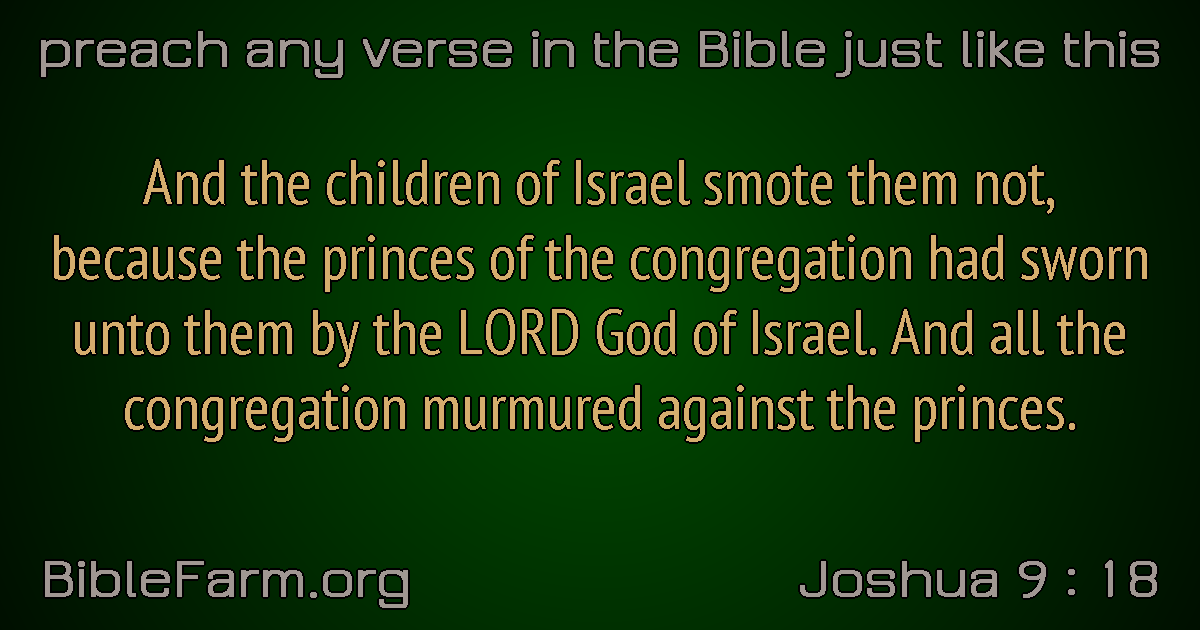 preach any verse in the Bible just like this
And the children of Israel smote them not,
because the princes of the congregation had sworn
unto them by the LORD God of Israel. And all the
congregation murmured against the princes.
BibleFarm.org
Joshua 9 : 18